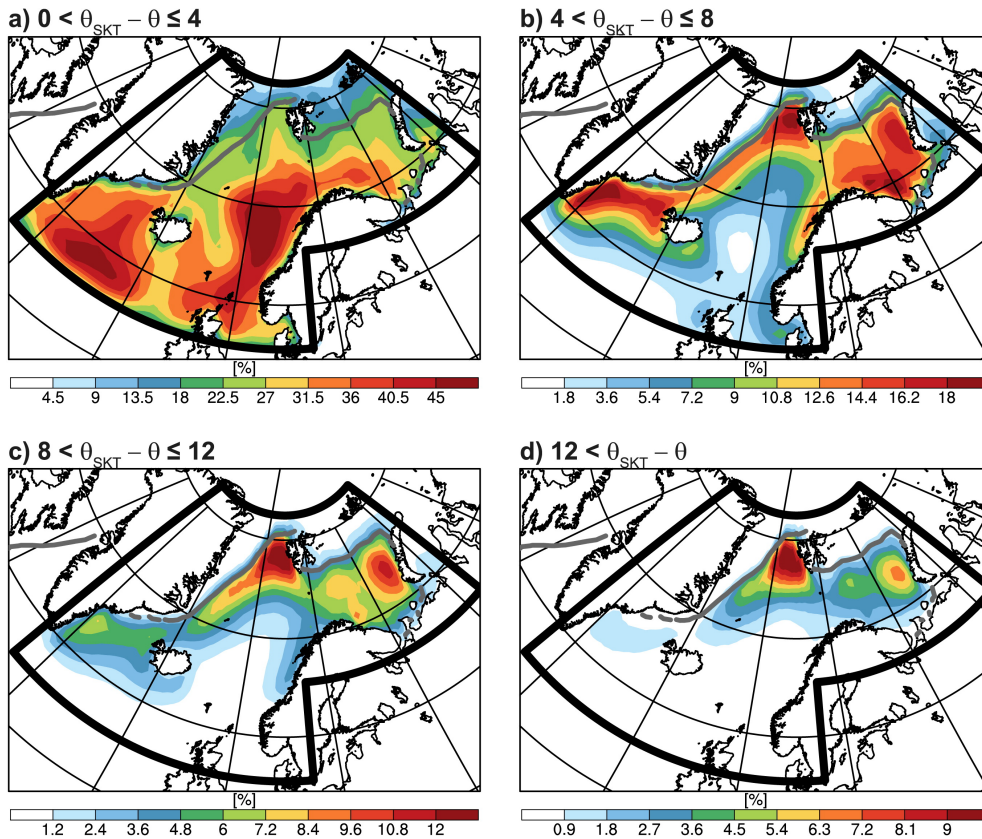 a) 0 < θSKT − θ ≤ 4
b) 4 < θSKT − θ ≤ 8
[%]
4.5 9 13.5 18 22.5 27 31.5 36 40.5 45
[%]
1.8 3.6 5.4 7.2 9 10.8 12.6 14.4 16.2 18
c) 8 < θSKT − θ ≤ 12
d) 12 < θSKT − θ
[%]
1.2 2.4 3.6 4.8 6 7.2 8.4 9.6 10.8 12
[%]
0.9 1.8 2.7 3.6 4.5 5.4 6.3 7.2 8.1 9